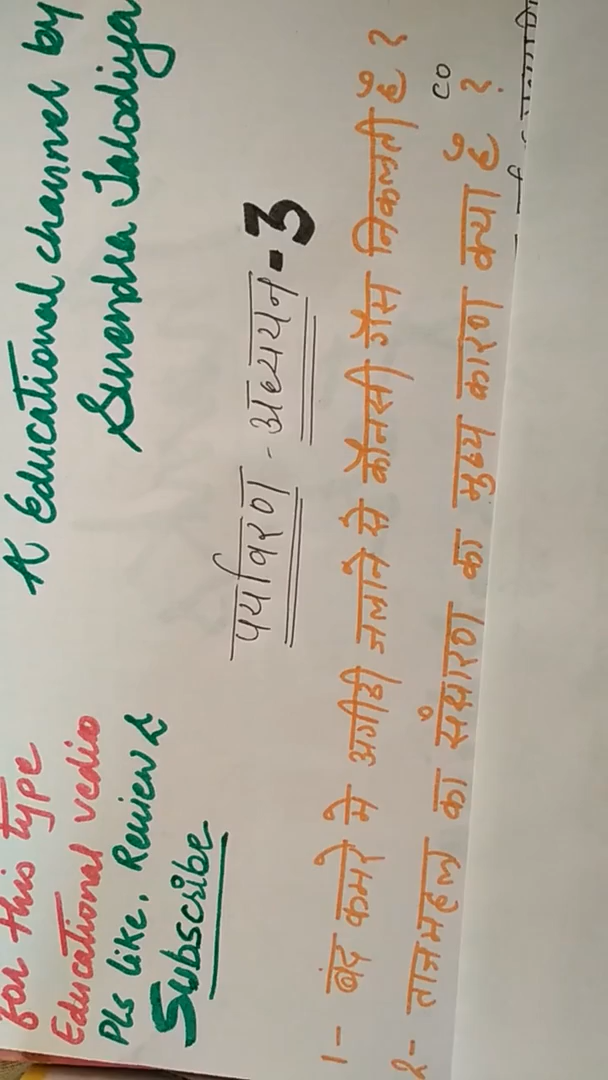 for this type
Educational vedio
Pls like, Review &
Subscribe
A Educational channel by
Surendra Jalodiya
पर्यावरण - अध्ययन - 3
1- बंद कमरे मे अगीठी जलाने से कौनसी गैस निकलती हैं ?
CO
2- ताजमहल का संसारण का मुख्य कारण क्या हैं ?